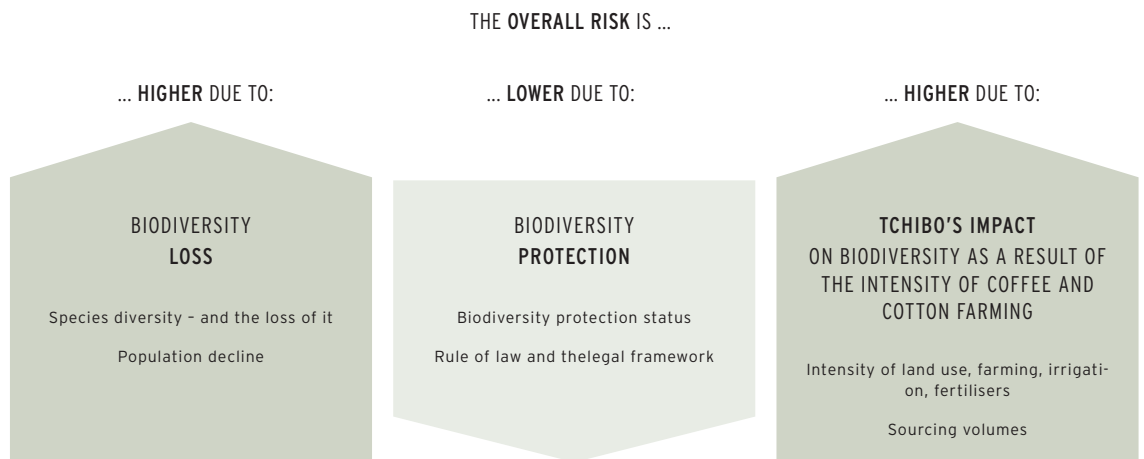 THE OVERALL RISK IS ...
... HIGHER DUE TO:
... LOWER DUE TO:
... HIGHER DUE TO:
BIODIVERSITY
LOSS
Species diversity – and the loss of it
Population decline
BIODIVERSITY
PROTECTION
Biodiversity protection status
Rule of law and thelegal framework
TCHIBO'S IMPACT
ON BIODIVERSITY AS A RESULT OF
THE INTENSITY OF COFFEE AND
COTTON FARMING
Intensity of land use, farming, irrigati-
on, fertilisers
Sourcing volumes